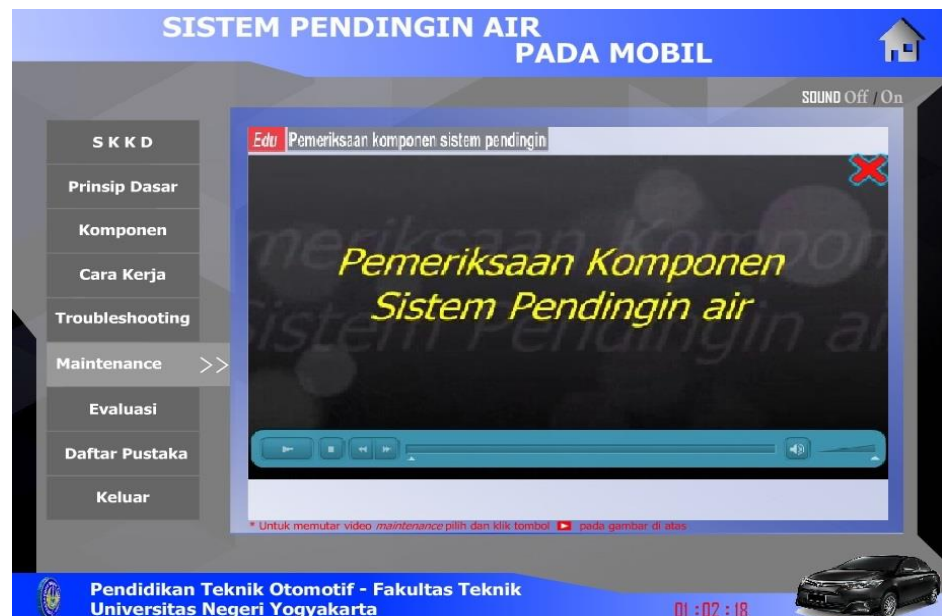 SISTEM PENDINGIN AIR
PADA MOBIL
SOUND Off / On
S K K D
Prinsip Dasar
Komponen
Cara Kerja
Troubleshooting
Maintenance >>
Evaluasi
Daftar Pustaka
Keluar
Edu Pemeriksaan komponen sistem pendingin
Pemeriksaan Komponen
Sistem Pendingin air
* Untuk memutar video maintenance pilih dan klik tombol pada gambar di atas
Pendidikan Teknik Otomotif - Fakultas Teknik
Universitas Negeri Yogyakarta
01 : 02 : 18